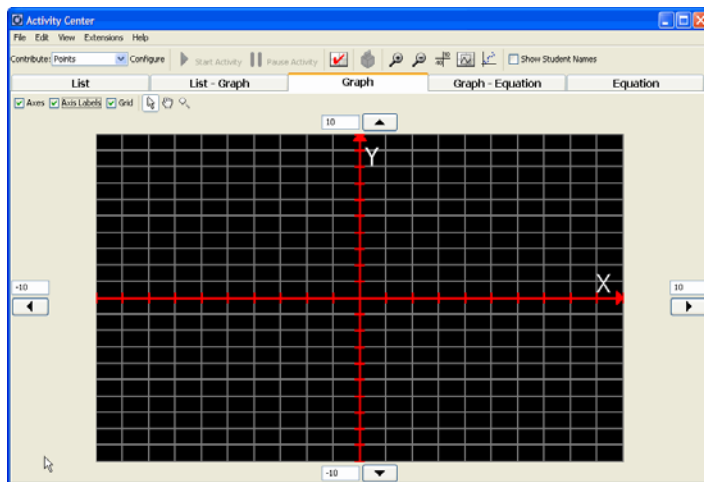 Activity Center
File Edit View Extensions Help
Contribute: Points Configure Start Activity Pause Activity Show Student Names
List List - Graph Graph Graph - Equation Equation
Axes Axis Labels Grid
10
Y
X
-10
10
-10